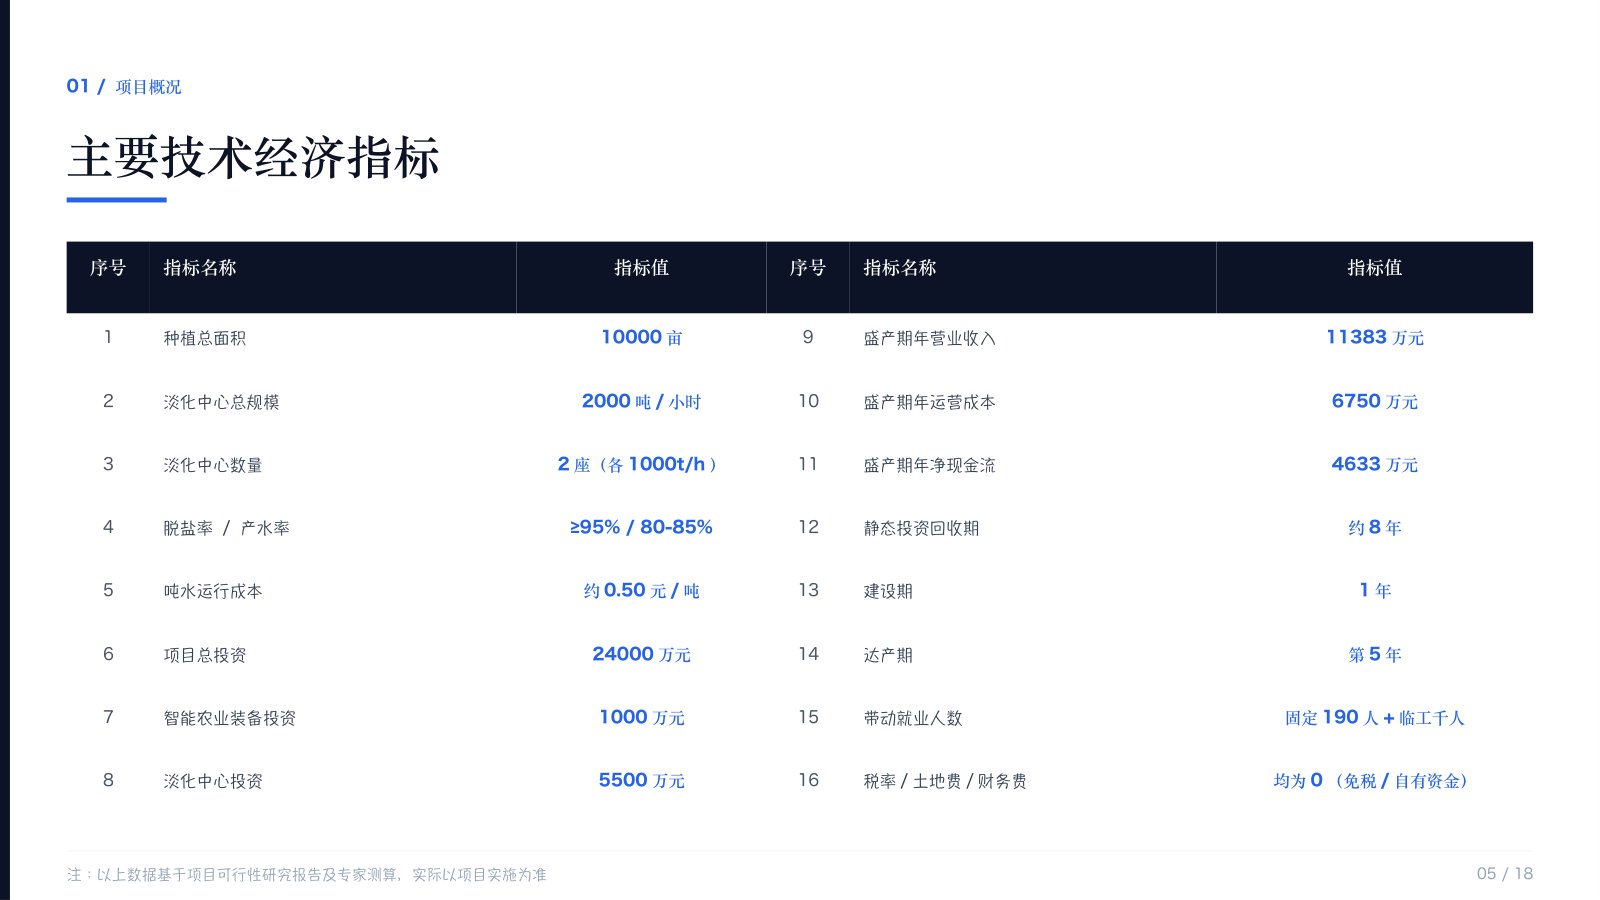 01 / 项目概况
主要技术经济指标
序号 指标名称 指标值 序号 指标名称 指标值
1 种植总面积 10000 亩 9 盛产期年营业收入 11383 万元
2 淡化中心总规模 2000 吨 / 小时 10 盛产期年运营成本 6750 万元
3 淡化中心数量 2 座（各 1000t/h ） 11 盛产期年净现金流 4633 万元
4 脱盐率 / 产水率 ≥95% / 80-85% 12 静态投资回收期 约 8 年
5 吨水运行成本 约 0.50 元 / 吨 13 建设期 1 年
6 项目总投资 24000 万元 14 达产期 第 5 年
7 智能农业装备投资 1000 万元 15 带动就业人数 固定 190 人 + 临工千人
8 淡化中心投资 5500 万元 16 税率 / 土地费 / 财务费 均为 0 （免税 / 自有资金）
注：以上数据基于项目可行性研究报告及专家测算，实际以项目实施为准
05 / 18